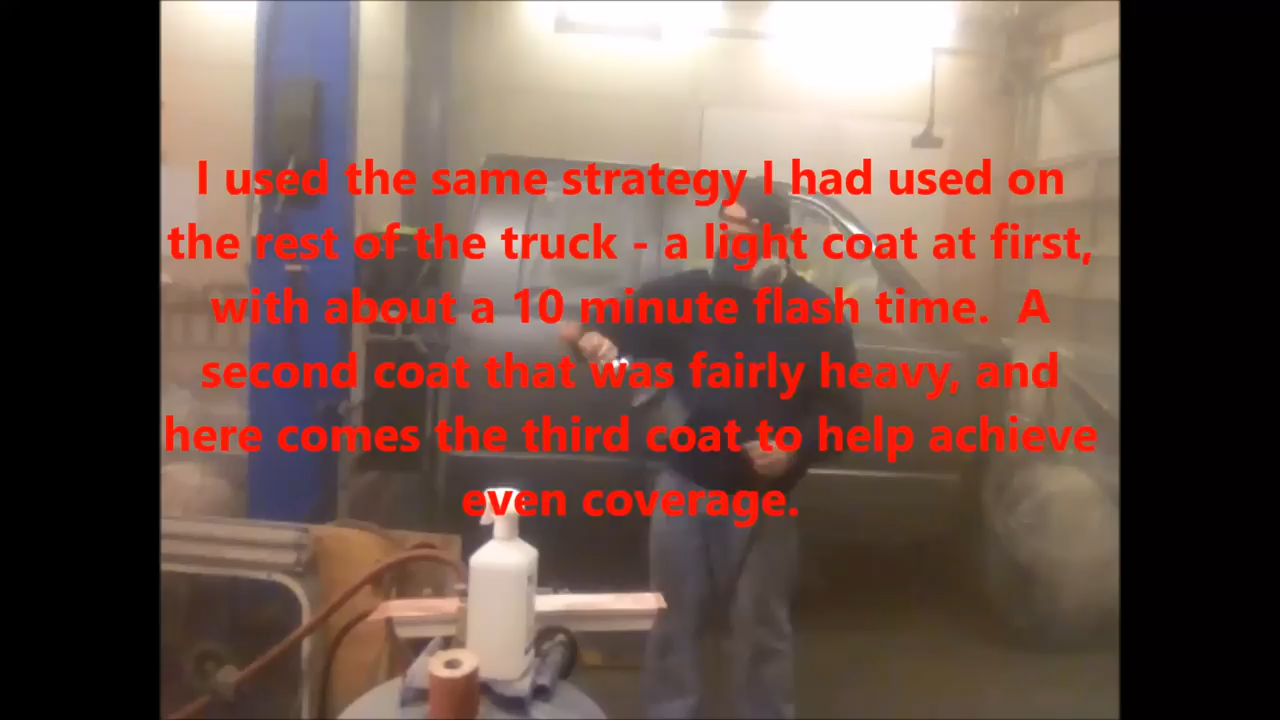 I used the same strategy I had used on
the rest of the truck - a light coat at first,
with about a 10 minute flash time.  A
second coat that was fairly heavy, and
here comes the third coat to help achieve
even coverage.